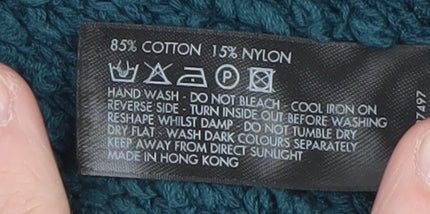 85% COTTON 15% NYLON
P
HAND WASH - DO NOT BLEACH - COOL IRON ON
REVERSE SIDE - TURN INSIDE OUT BEFORE WASHING
RESHAPE WHILST DAMP - DO NOT TUMBLE DRY
DRY FLAT - WASH DARK COLOURS SEPARATELY
KEEP AWAY FROM DIRECT SUNLIGHT
MADE IN HONG KONG
7497